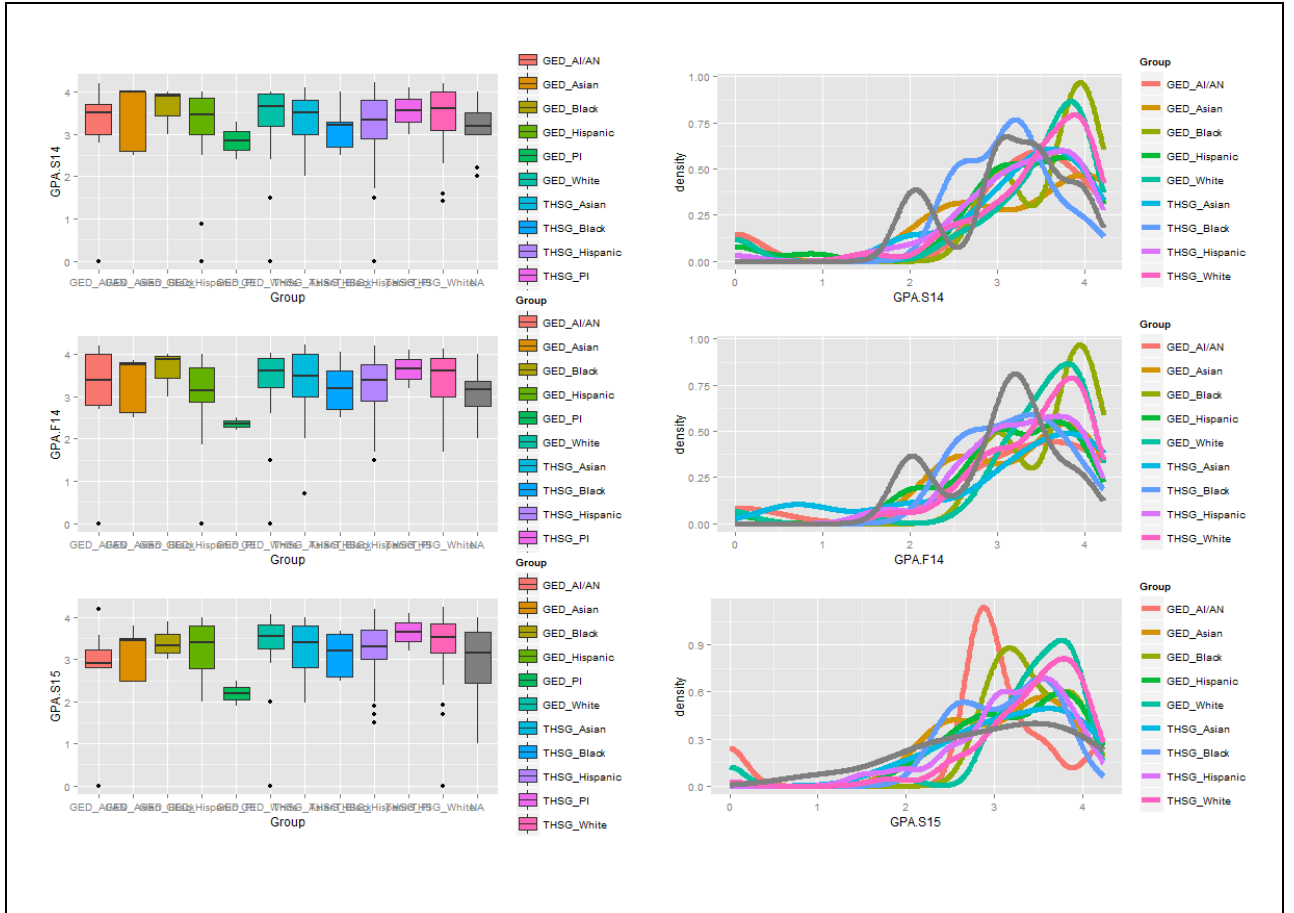 GPA.S14
4
3
2
1
0
Group
GED_AI/AN
GED_Asian
GED_Black
GED_Hispanic
GED_PI
GED_White
THSG_Asian
THSG_Black
THSG_Hispanic
THSG_PI
density
1.00
0.75
0.50
0.25
0.00
0 1 2 3 4
GPA.S14
Group
GED_AI/AN
GED_Asian
GED_Black
GED_Hispanic
GED_White
THSG_Asian
THSG_Black
THSG_Hispanic
THSG_White
GPA.F14
4
3
2
1
0
Group
Group
GED_AI/AN
GED_Asian
GED_Black
GED_Hispanic
GED_PI
GED_White
THSG_Asian
THSG_Black
THSG_Hispanic
THSG_PI
density
1.00
0.75
0.50
0.25
0.00
0 1 2 3 4
GPA.F14
Group
GED_AI/AN
GED_Asian
GED_Black
GED_Hispanic
GED_White
THSG_Asian
THSG_Black
THSG_Hispanic
THSG_White
GPA.S15
4
3
2
1
0
Group
Group
GED_AI/AN
GED_Asian
GED_Black
GED_Hispanic
GED_PI
GED_White
THSG_Asian
THSG_Black
THSG_Hispanic
THSG_PI
THSG_White
density
0.9
0.6
0.3
0.0
0 1 2 3 4
GPA.S15
Group
GED_AI/AN
GED_Asian
GED_Black
GED_Hispanic
GED_White
THSG_Asian
THSG_Black
THSG_Hispanic
THSG_White